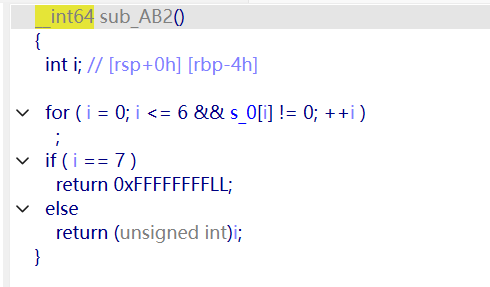 __int64 sub_AB2()
{
int i; // [rsp+0h] [rbp-4h]
for ( i = 0; i <= 6 && s_0[i] != 0; ++i )
;
if ( i == 7 )
return 0xFFFFFFFFLL;
else
return (unsigned int)i;
}